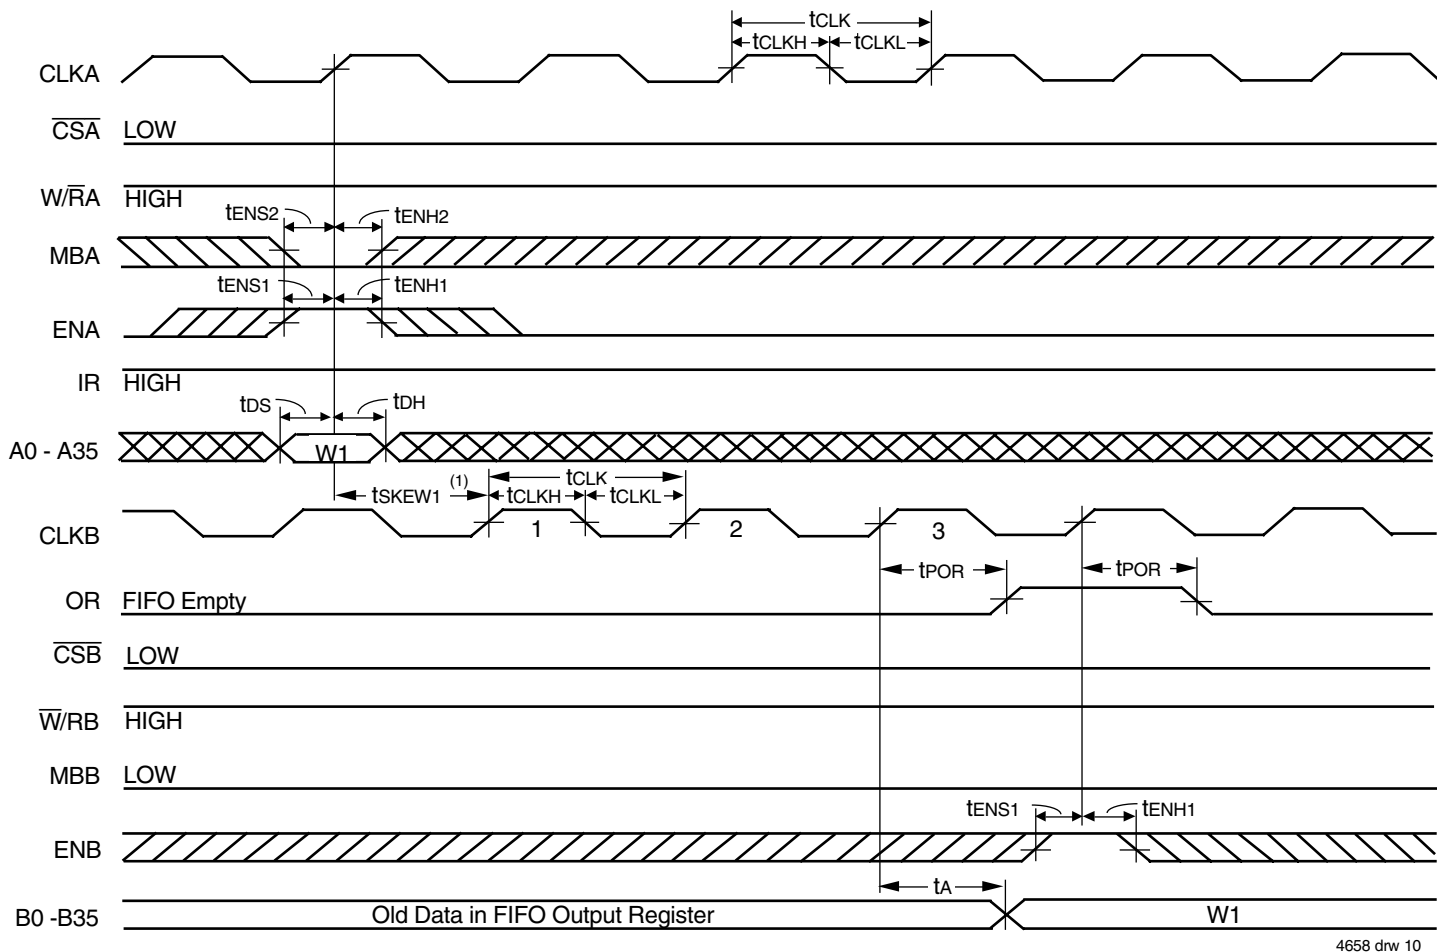 tCLK
tCLKH tCLKL
CLKA
CSA LOW
W/RA HIGH
tENS2 tENH2
MBA
tENS1 tENH1
ENA
IR HIGH
tDS tDH
A0 - A35 W1
tSKEW1 (1) tCLK
tCLKH tCLKL
CLKB 1 2 3
tPOR tPOR
OR FIFO Empty
CSB LOW
W/RB HIGH
MBB LOW
tENS1 tENH1
ENB
tA
B0 -B35 Old Data in FIFO Output Register W1
4658 drw 10